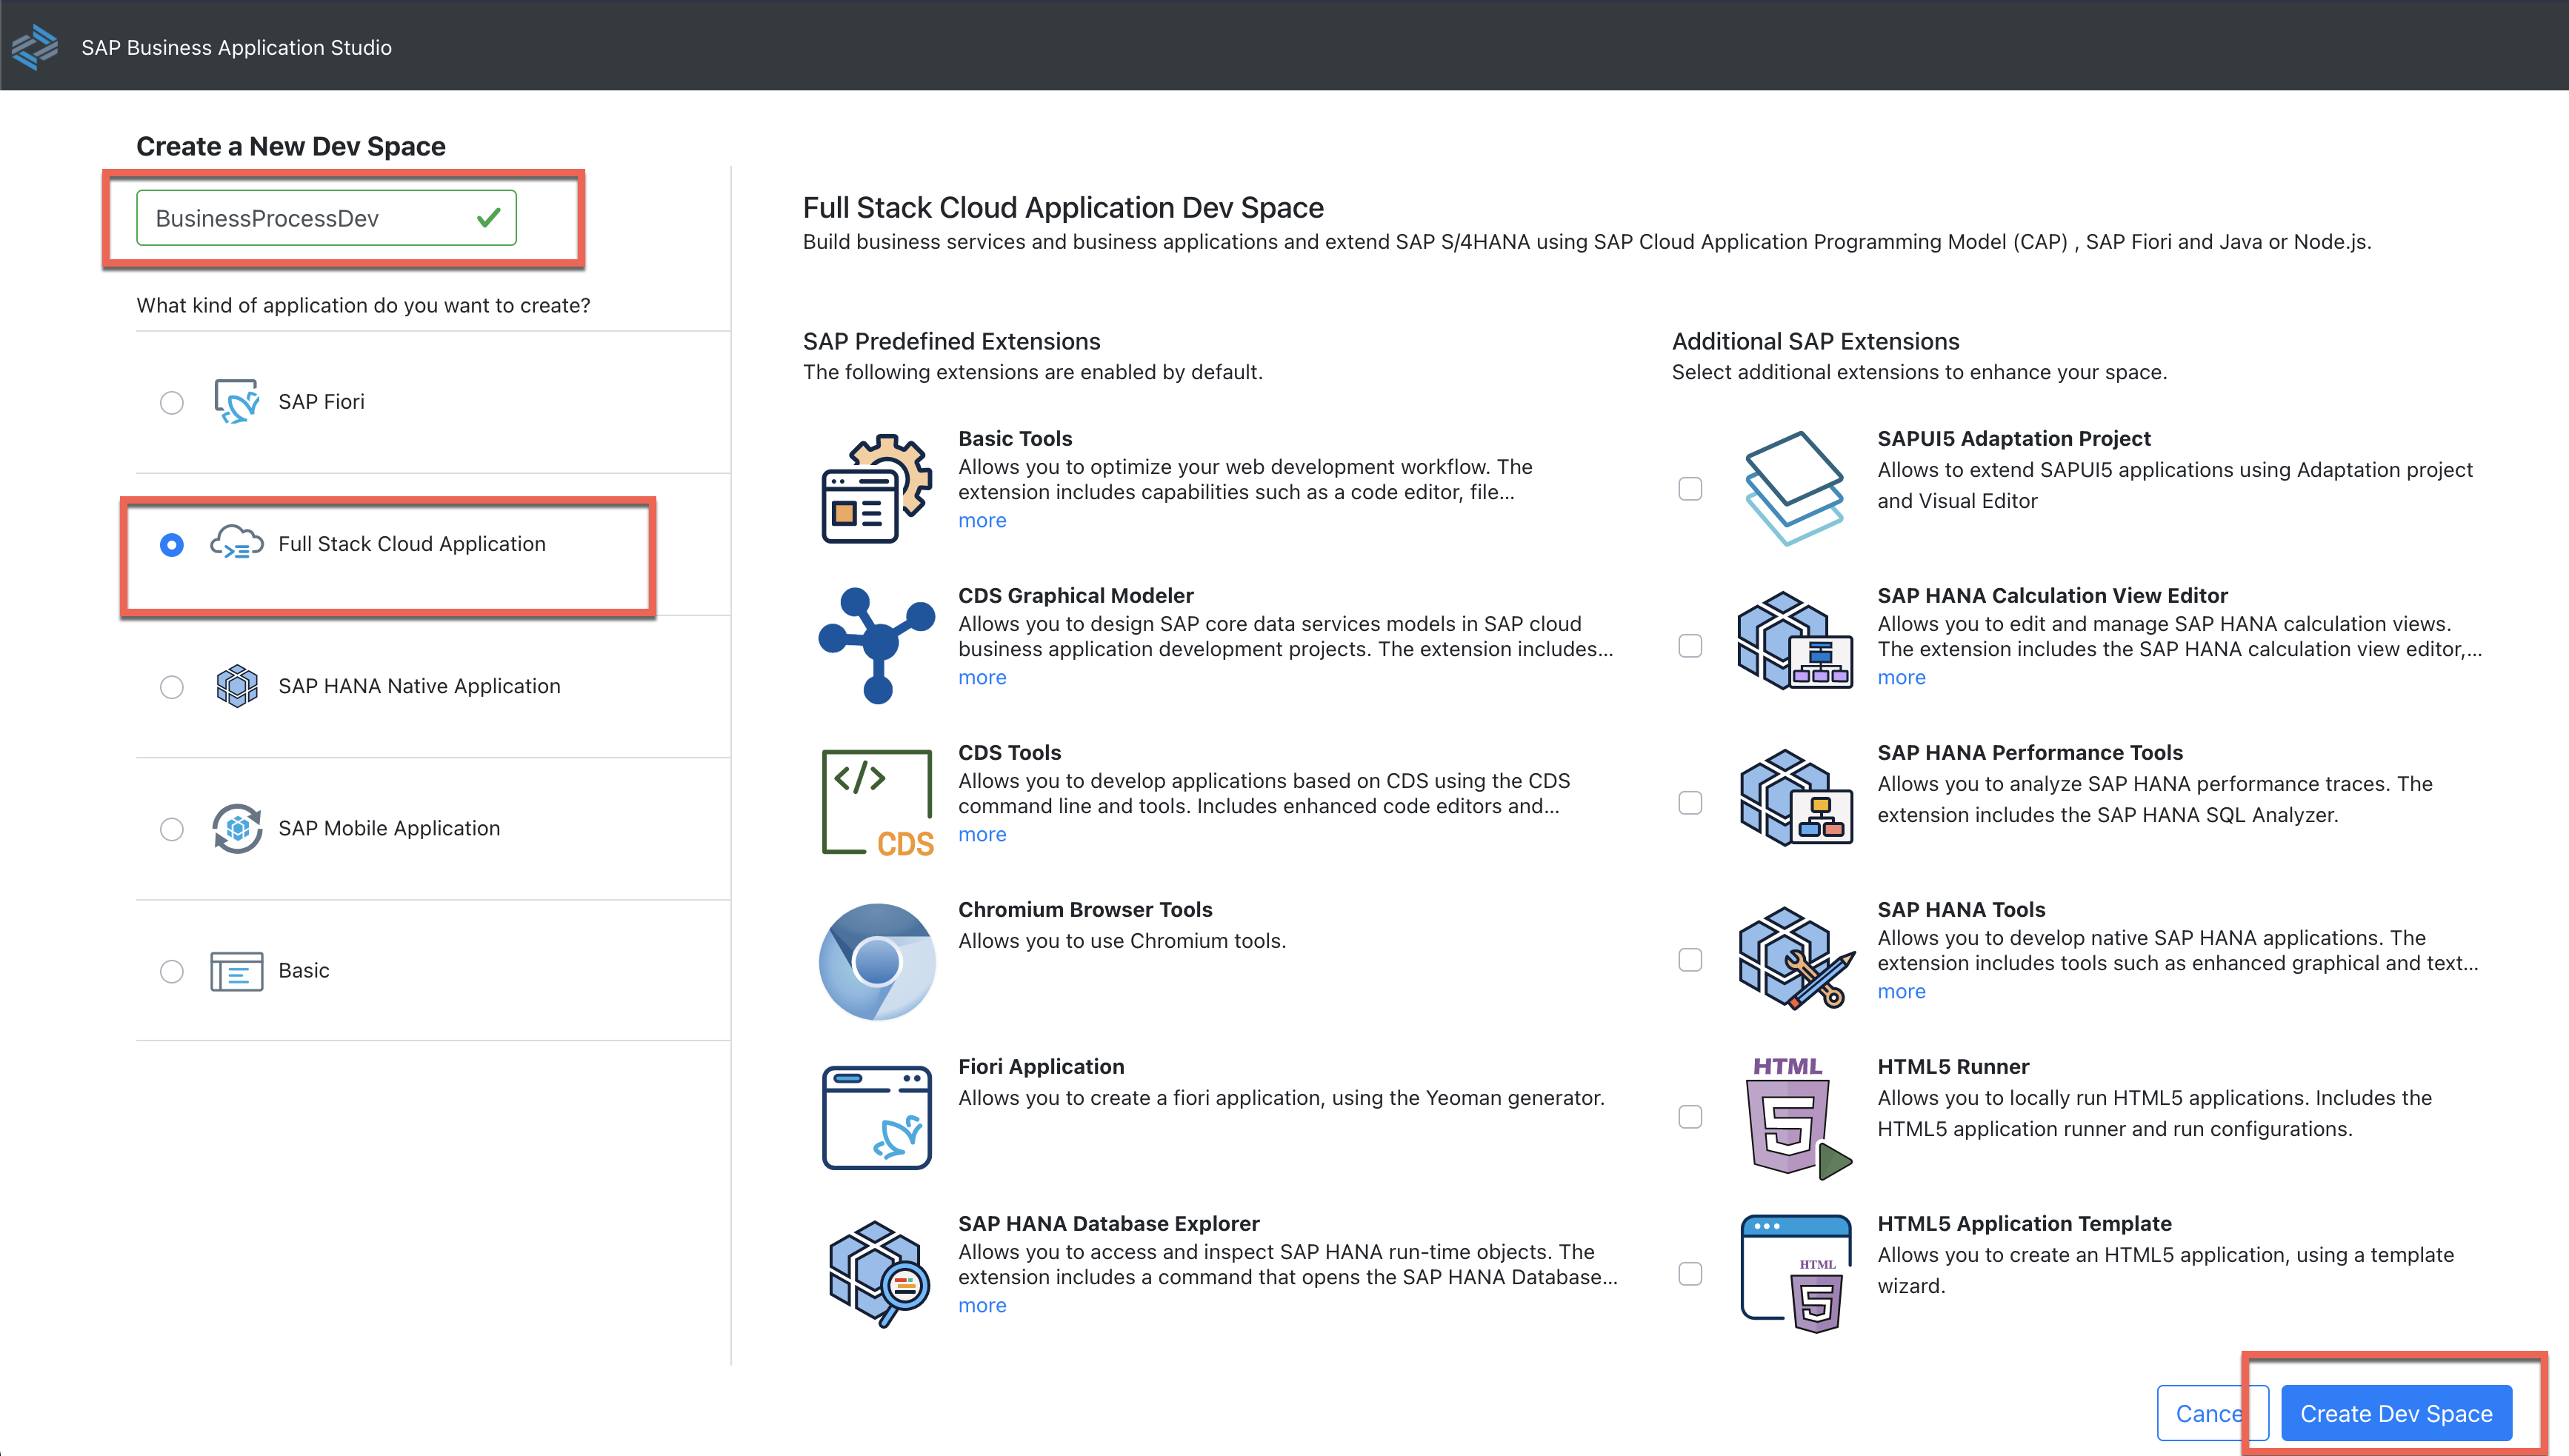 SAP Business Application Studio
Create a New Dev Space
BusinessProcessDev
What kind of application do you want to create?
SAP Fiori
Full Stack Cloud Application
SAP HANA Native Application
SAP Mobile Application
Basic
Full Stack Cloud Application Dev Space
Build business services and business applications and extend SAP S/4HANA using SAP Cloud Application Programming Model (CAP) , SAP Fiori and Java or Node.js.
SAP Predefined Extensions
The following extensions are enabled by default.
Basic Tools
Allows you to optimize your web development workflow. The
extension includes capabilities such as a code editor, file...
more
CDS Graphical Modeler
Allows you to design SAP core data services models in SAP cloud
business application development projects. The extension includes...
more
CDS
CDS Tools
Allows you to develop applications based on CDS using the CDS
command line and tools. Includes enhanced code editors and...
more
Chromium Browser Tools
Allows you to use Chromium tools.
Fiori Application
Allows you to create a fiori application, using the Yeoman generator.
SAP HANA Database Explorer
Allows you to access and inspect SAP HANA run-time objects. The
extension includes a command that opens the SAP HANA Database...
more
Additional SAP Extensions
Select additional extensions to enhance your space.
SAPUI5 Adaptation Project
Allows to extend SAPUI5 applications using Adaptation project
and Visual Editor
SAP HANA Calculation View Editor
Allows you to edit and manage SAP HANA calculation views.
The extension includes the SAP HANA calculation view editor,...
more
SAP HANA Performance Tools
Allows you to analyze SAP HANA performance traces. The
extension includes the SAP HANA SQL Analyzer.
SAP HANA Tools
Allows you to develop native SAP HANA applications. The
extension includes tools such as enhanced graphical and text...
more
HTML
5
HTML5 Runner
Allows you to locally run HTML5 applications. Includes the
HTML5 application runner and run configurations.
HTML
5
HTML5 Application Template
Allows you to create an HTML5 application, using a template
wizard.
Cance
Create Dev Space